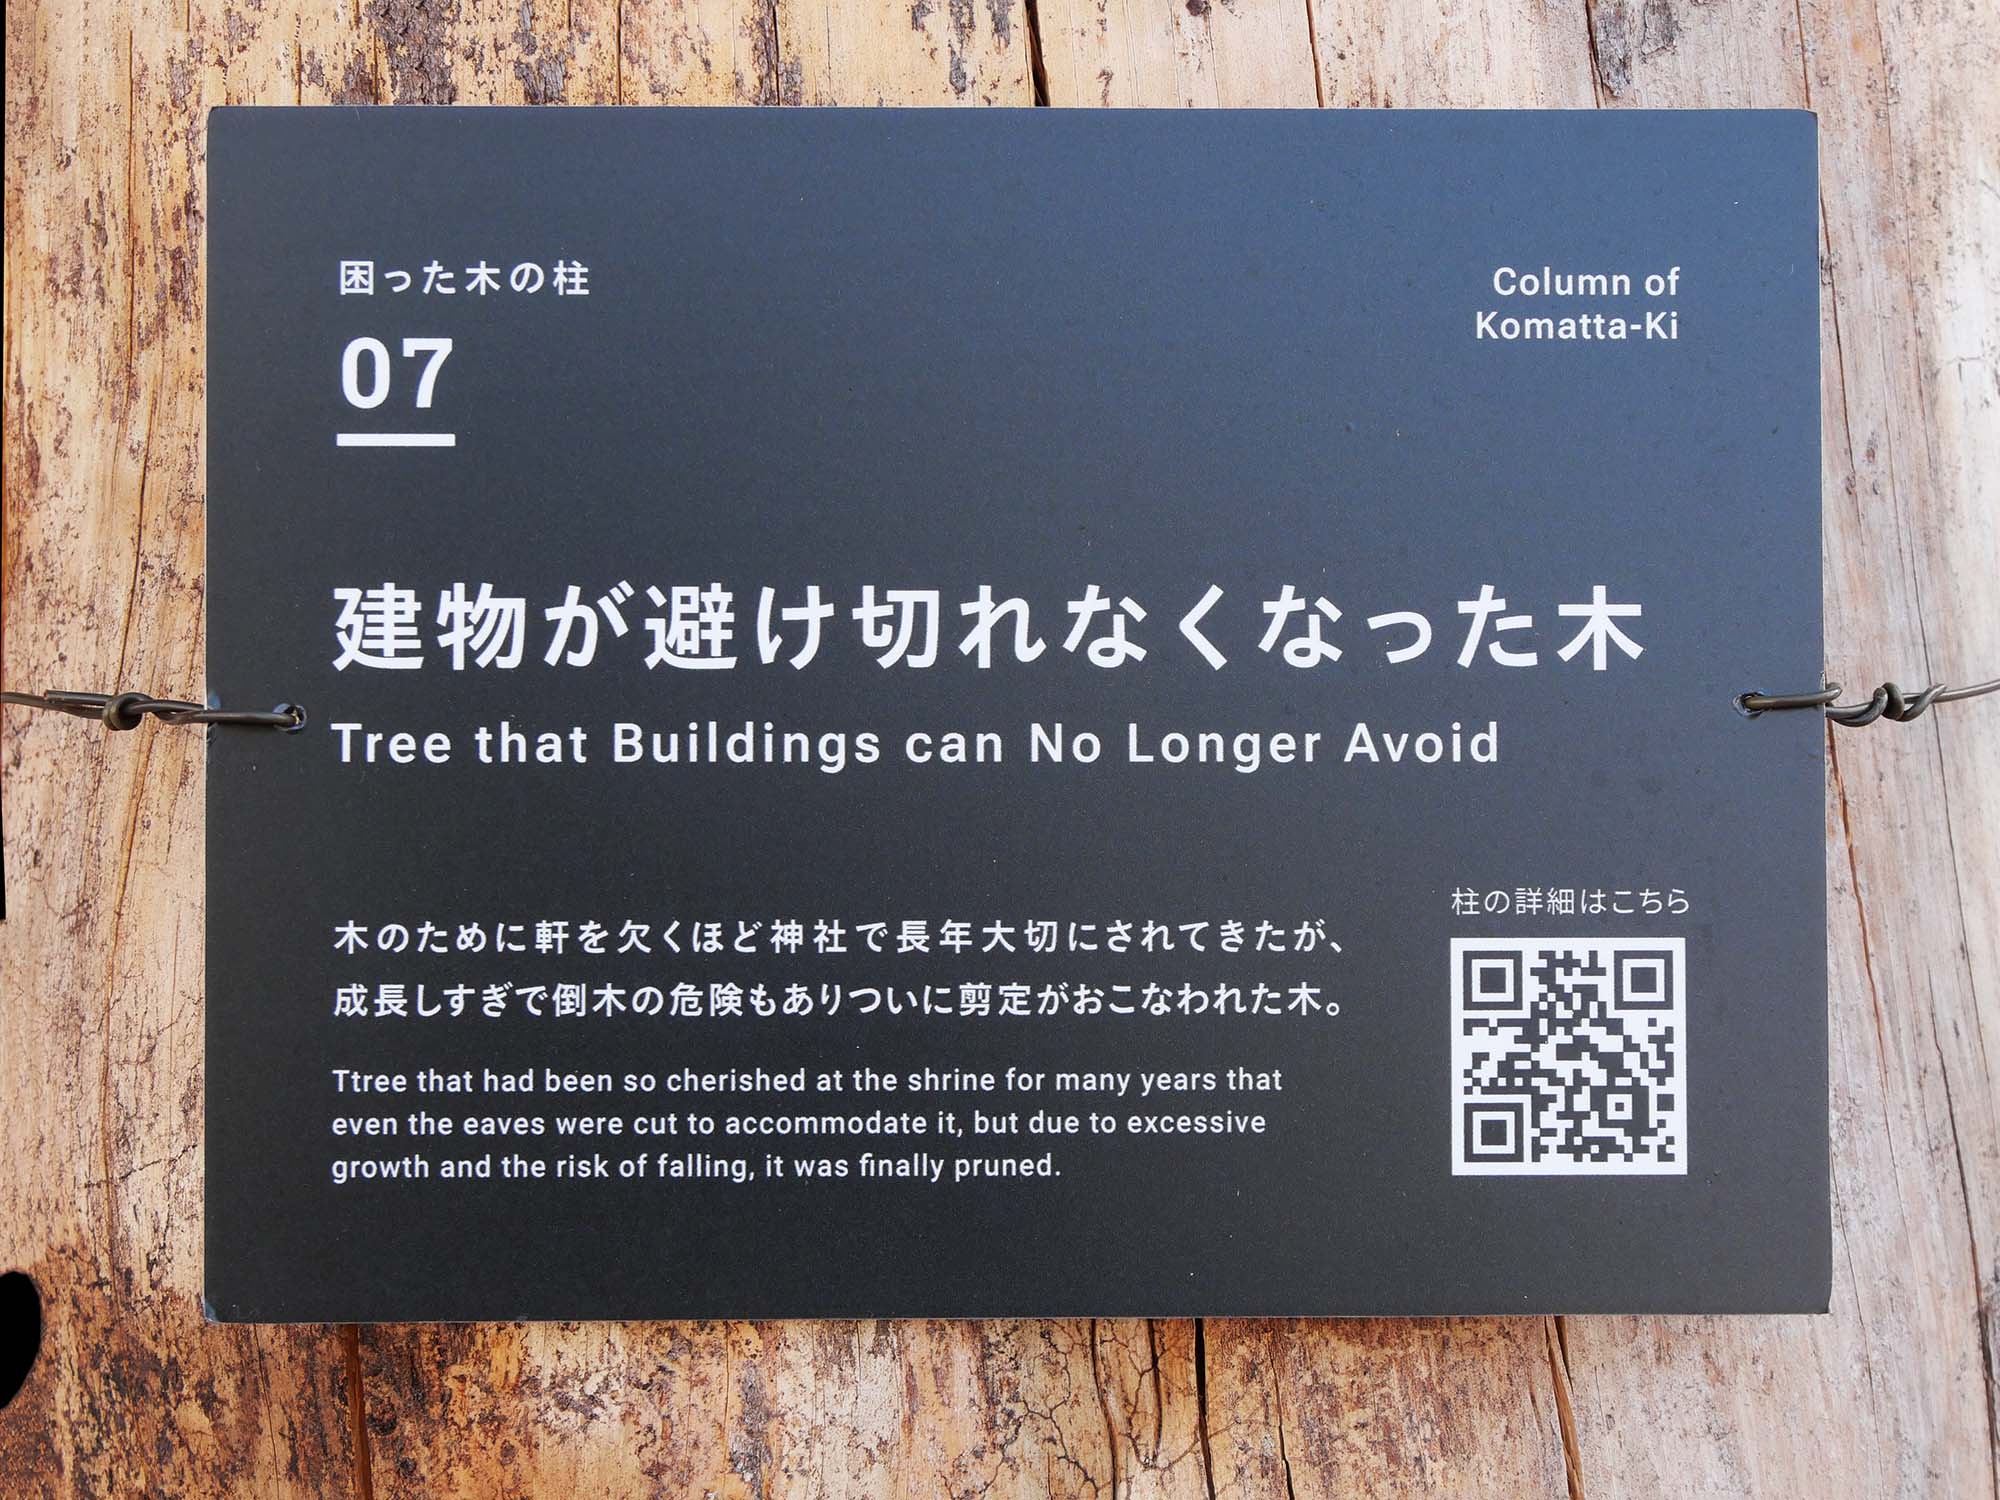 困った木の柱
07
Column of
Komatta-Ki
建物が避け切れなくなった木
Tree that Buildings can No Longer Avoid
木のために軒を欠くほど神社で長年大切にされてきたが、
成長しすぎで倒木の危険もありついに剪定がおこなわれた木。
Ttree that had been so cherished at the shrine for many years that
even the eaves were cut to accommodate it, but due to excessive
growth and the risk of falling, it was finally pruned.
柱の詳細はこちら